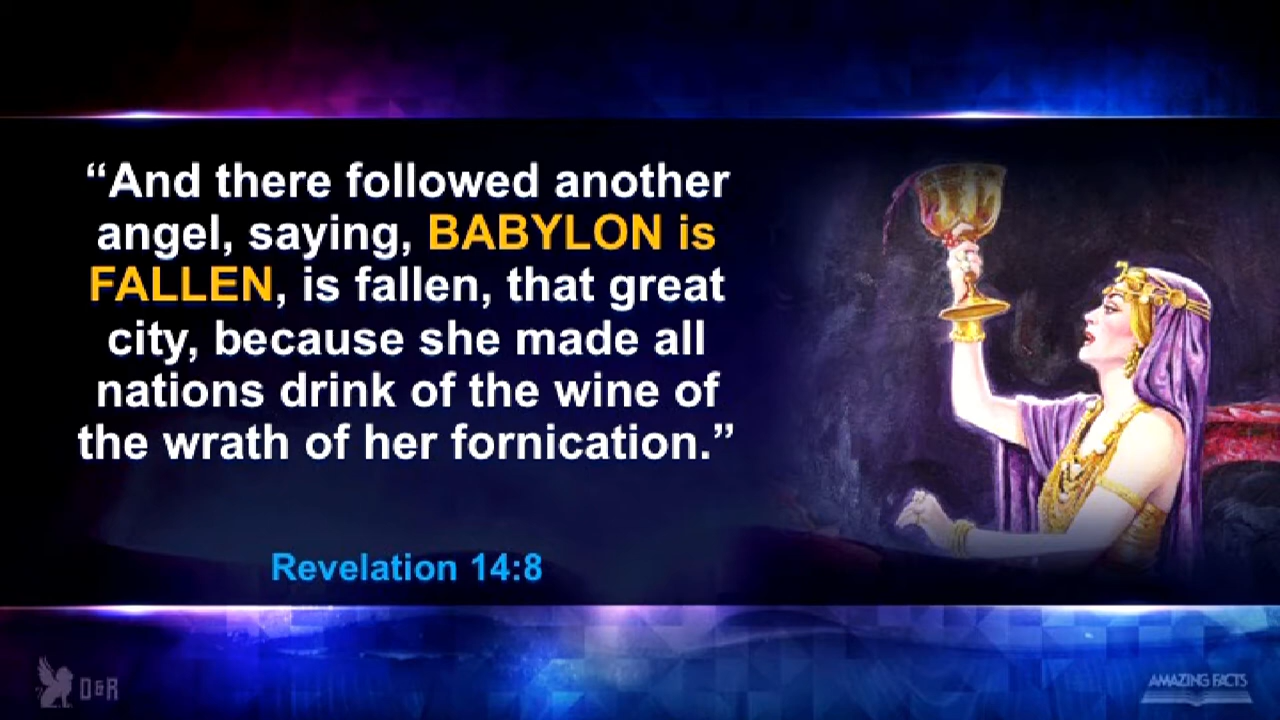 “And there followed another
angel, saying, BABYLON is
FALLEN, is fallen, that great
city, because she made all
nations drink of the wine of
the wrath of her fornication.”
Revelation 14:8
D&R
AMAZING FACTS